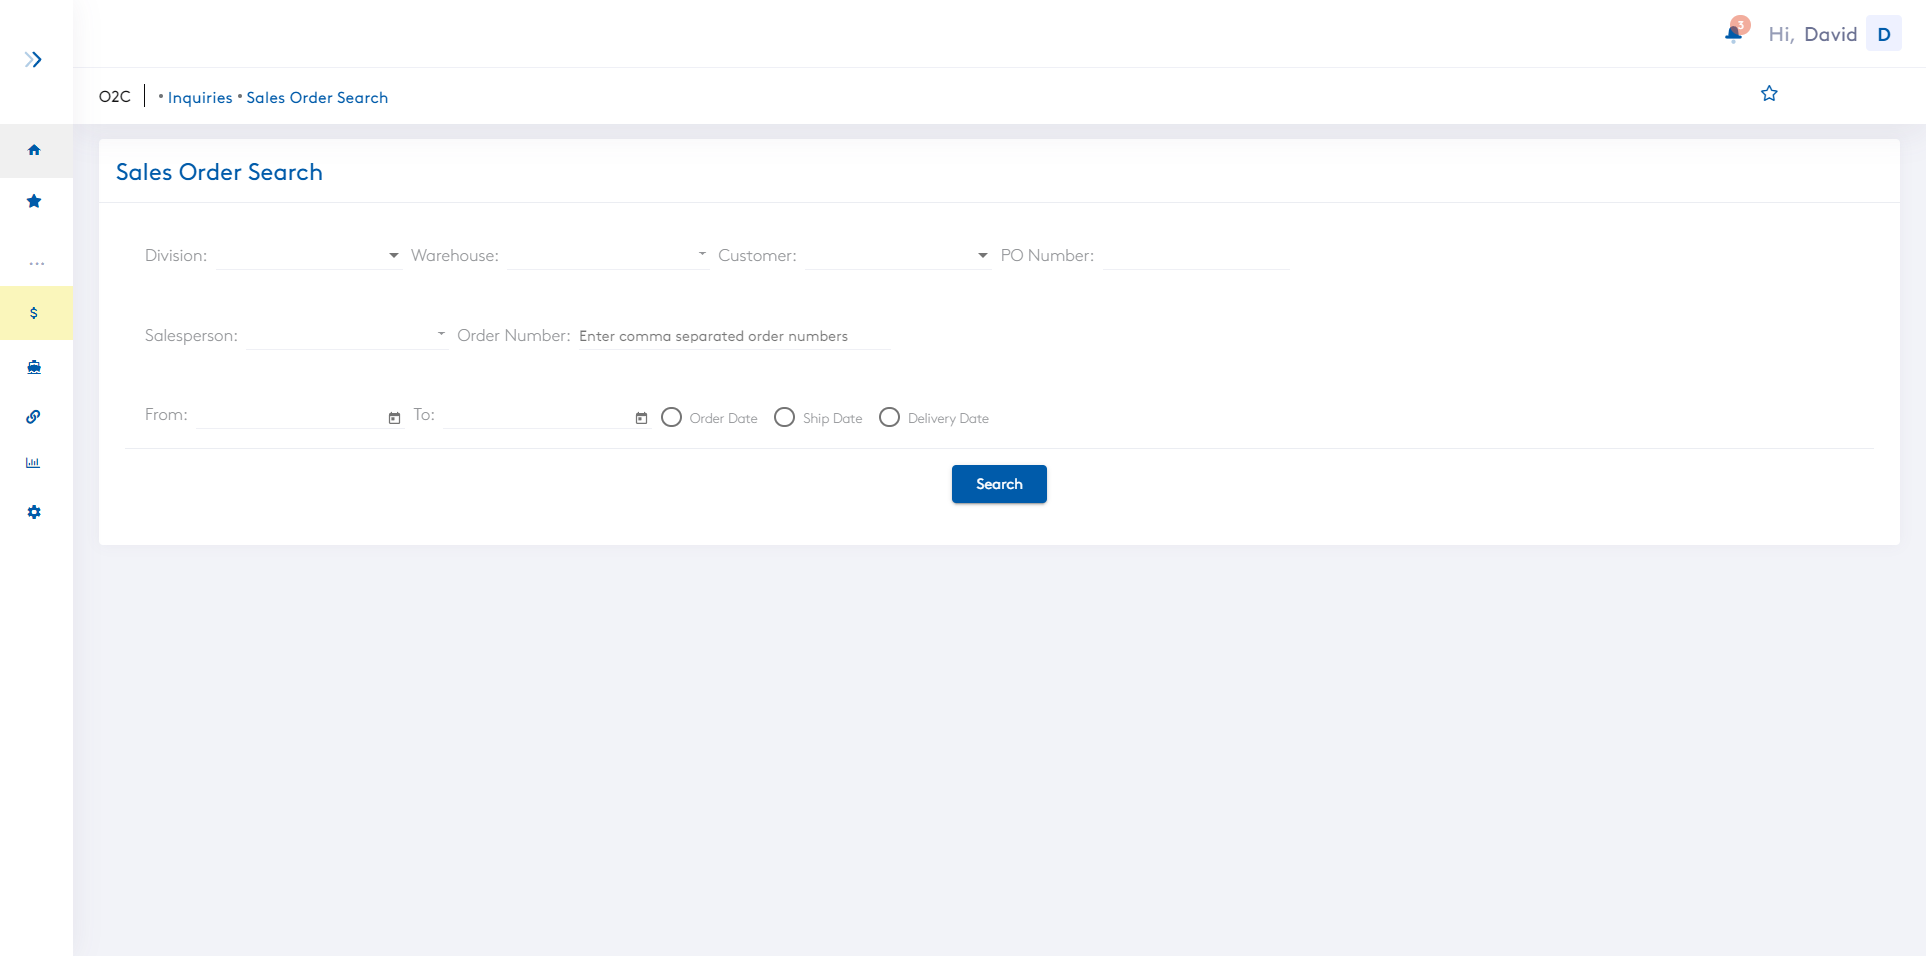 3
Hi, David D
O2C • Inquiries • Sales Order Search
Sales Order Search
Division: Warehouse: Customer: PO Number:
$
Salesperson: Order Number: Enter comma separated order numbers
From: To: Order Date Ship Date Delivery Date
Search